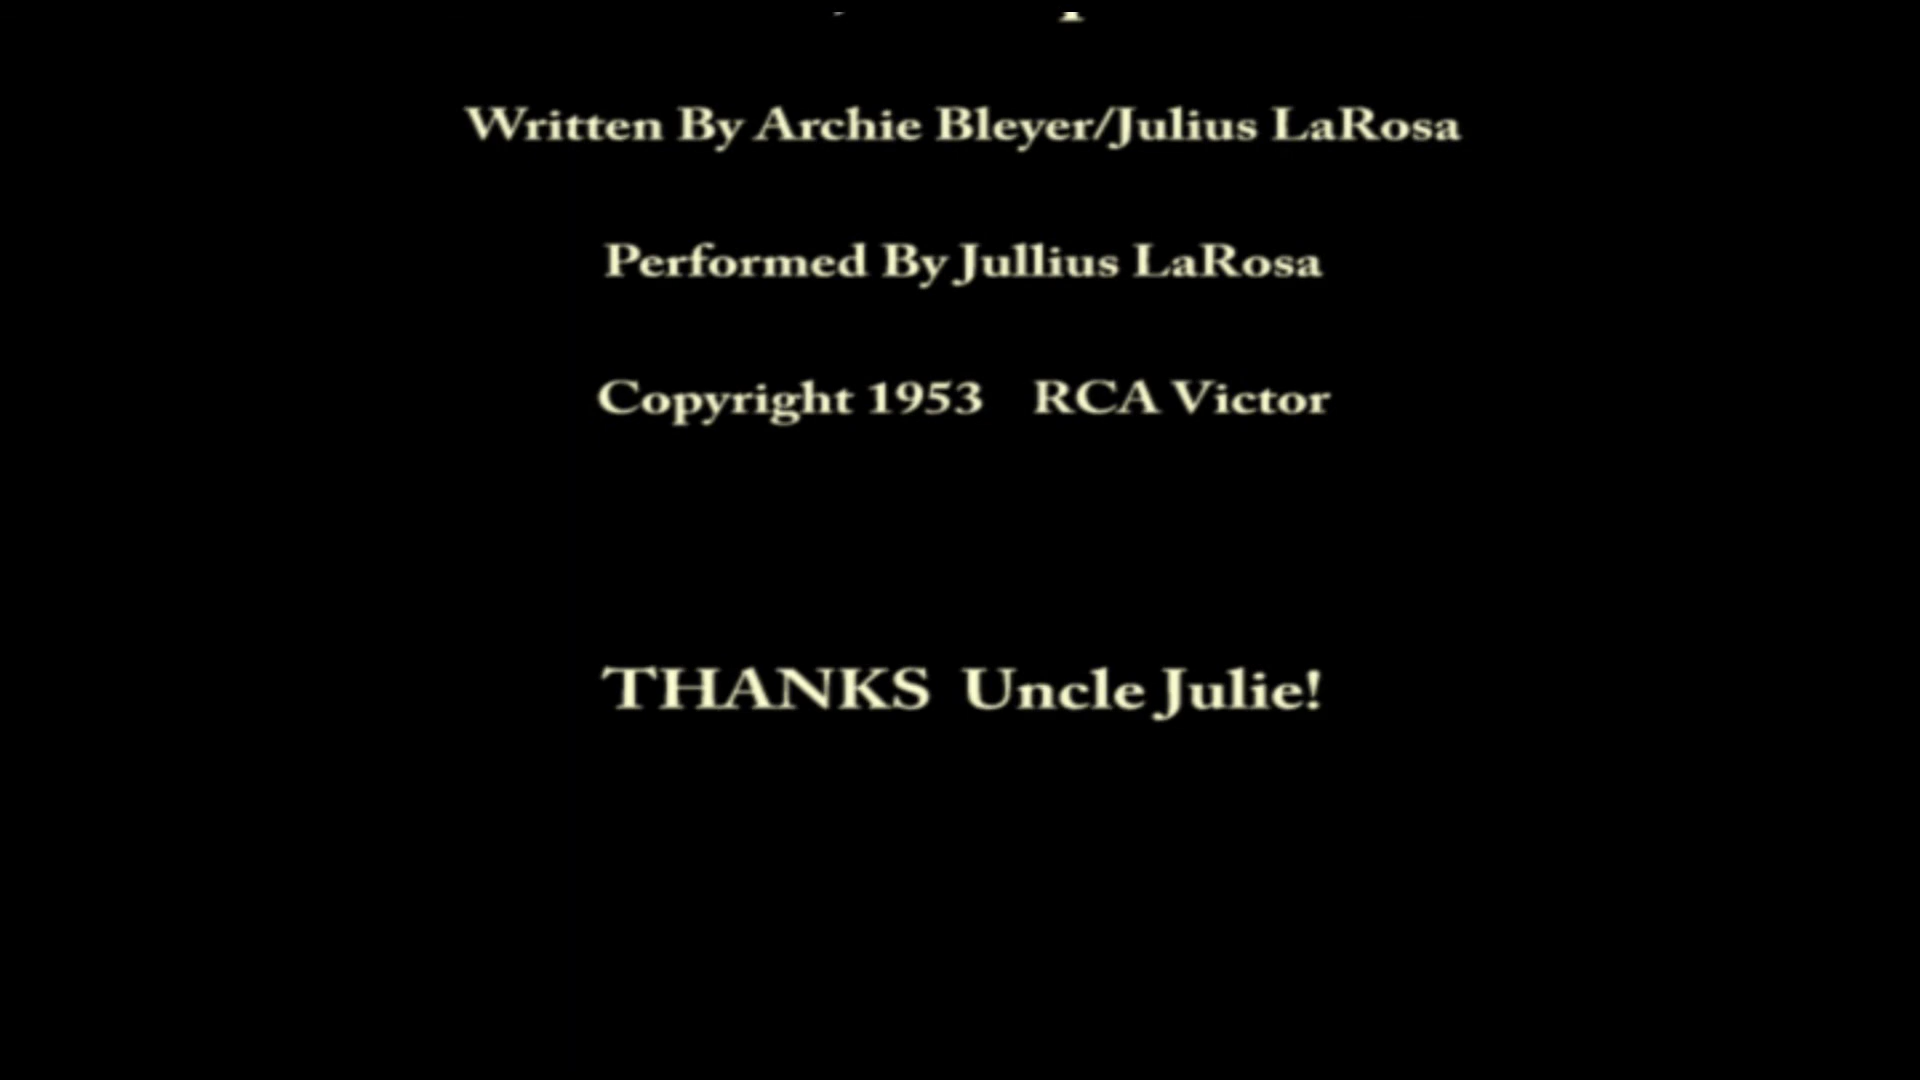 Written By Archie Bleyer/Julius LaRosa
Performed By Jullius LaRosa
Copyright 1953 RCA Victor
THANKS Uncle Julie!